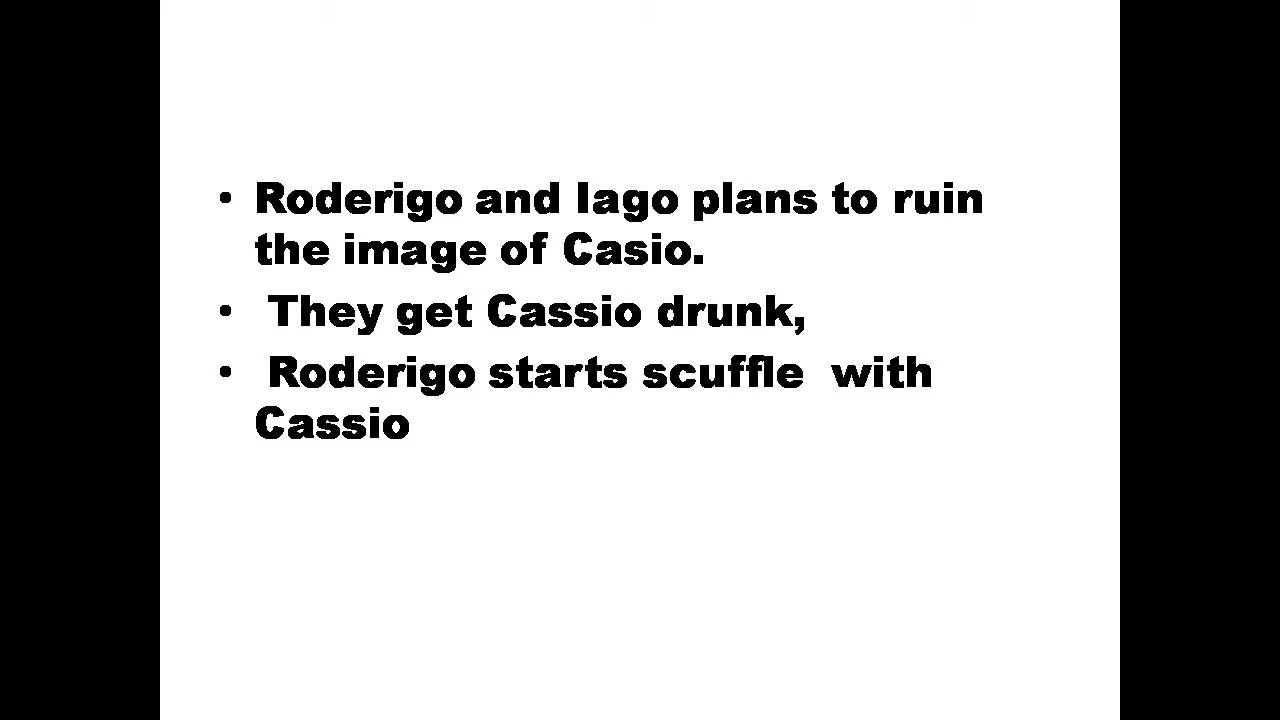 • Roderigo and Iago plans to ruin
the image of Casio.
• They get Cassio drunk,
• Roderigo starts scuffle with
Cassio